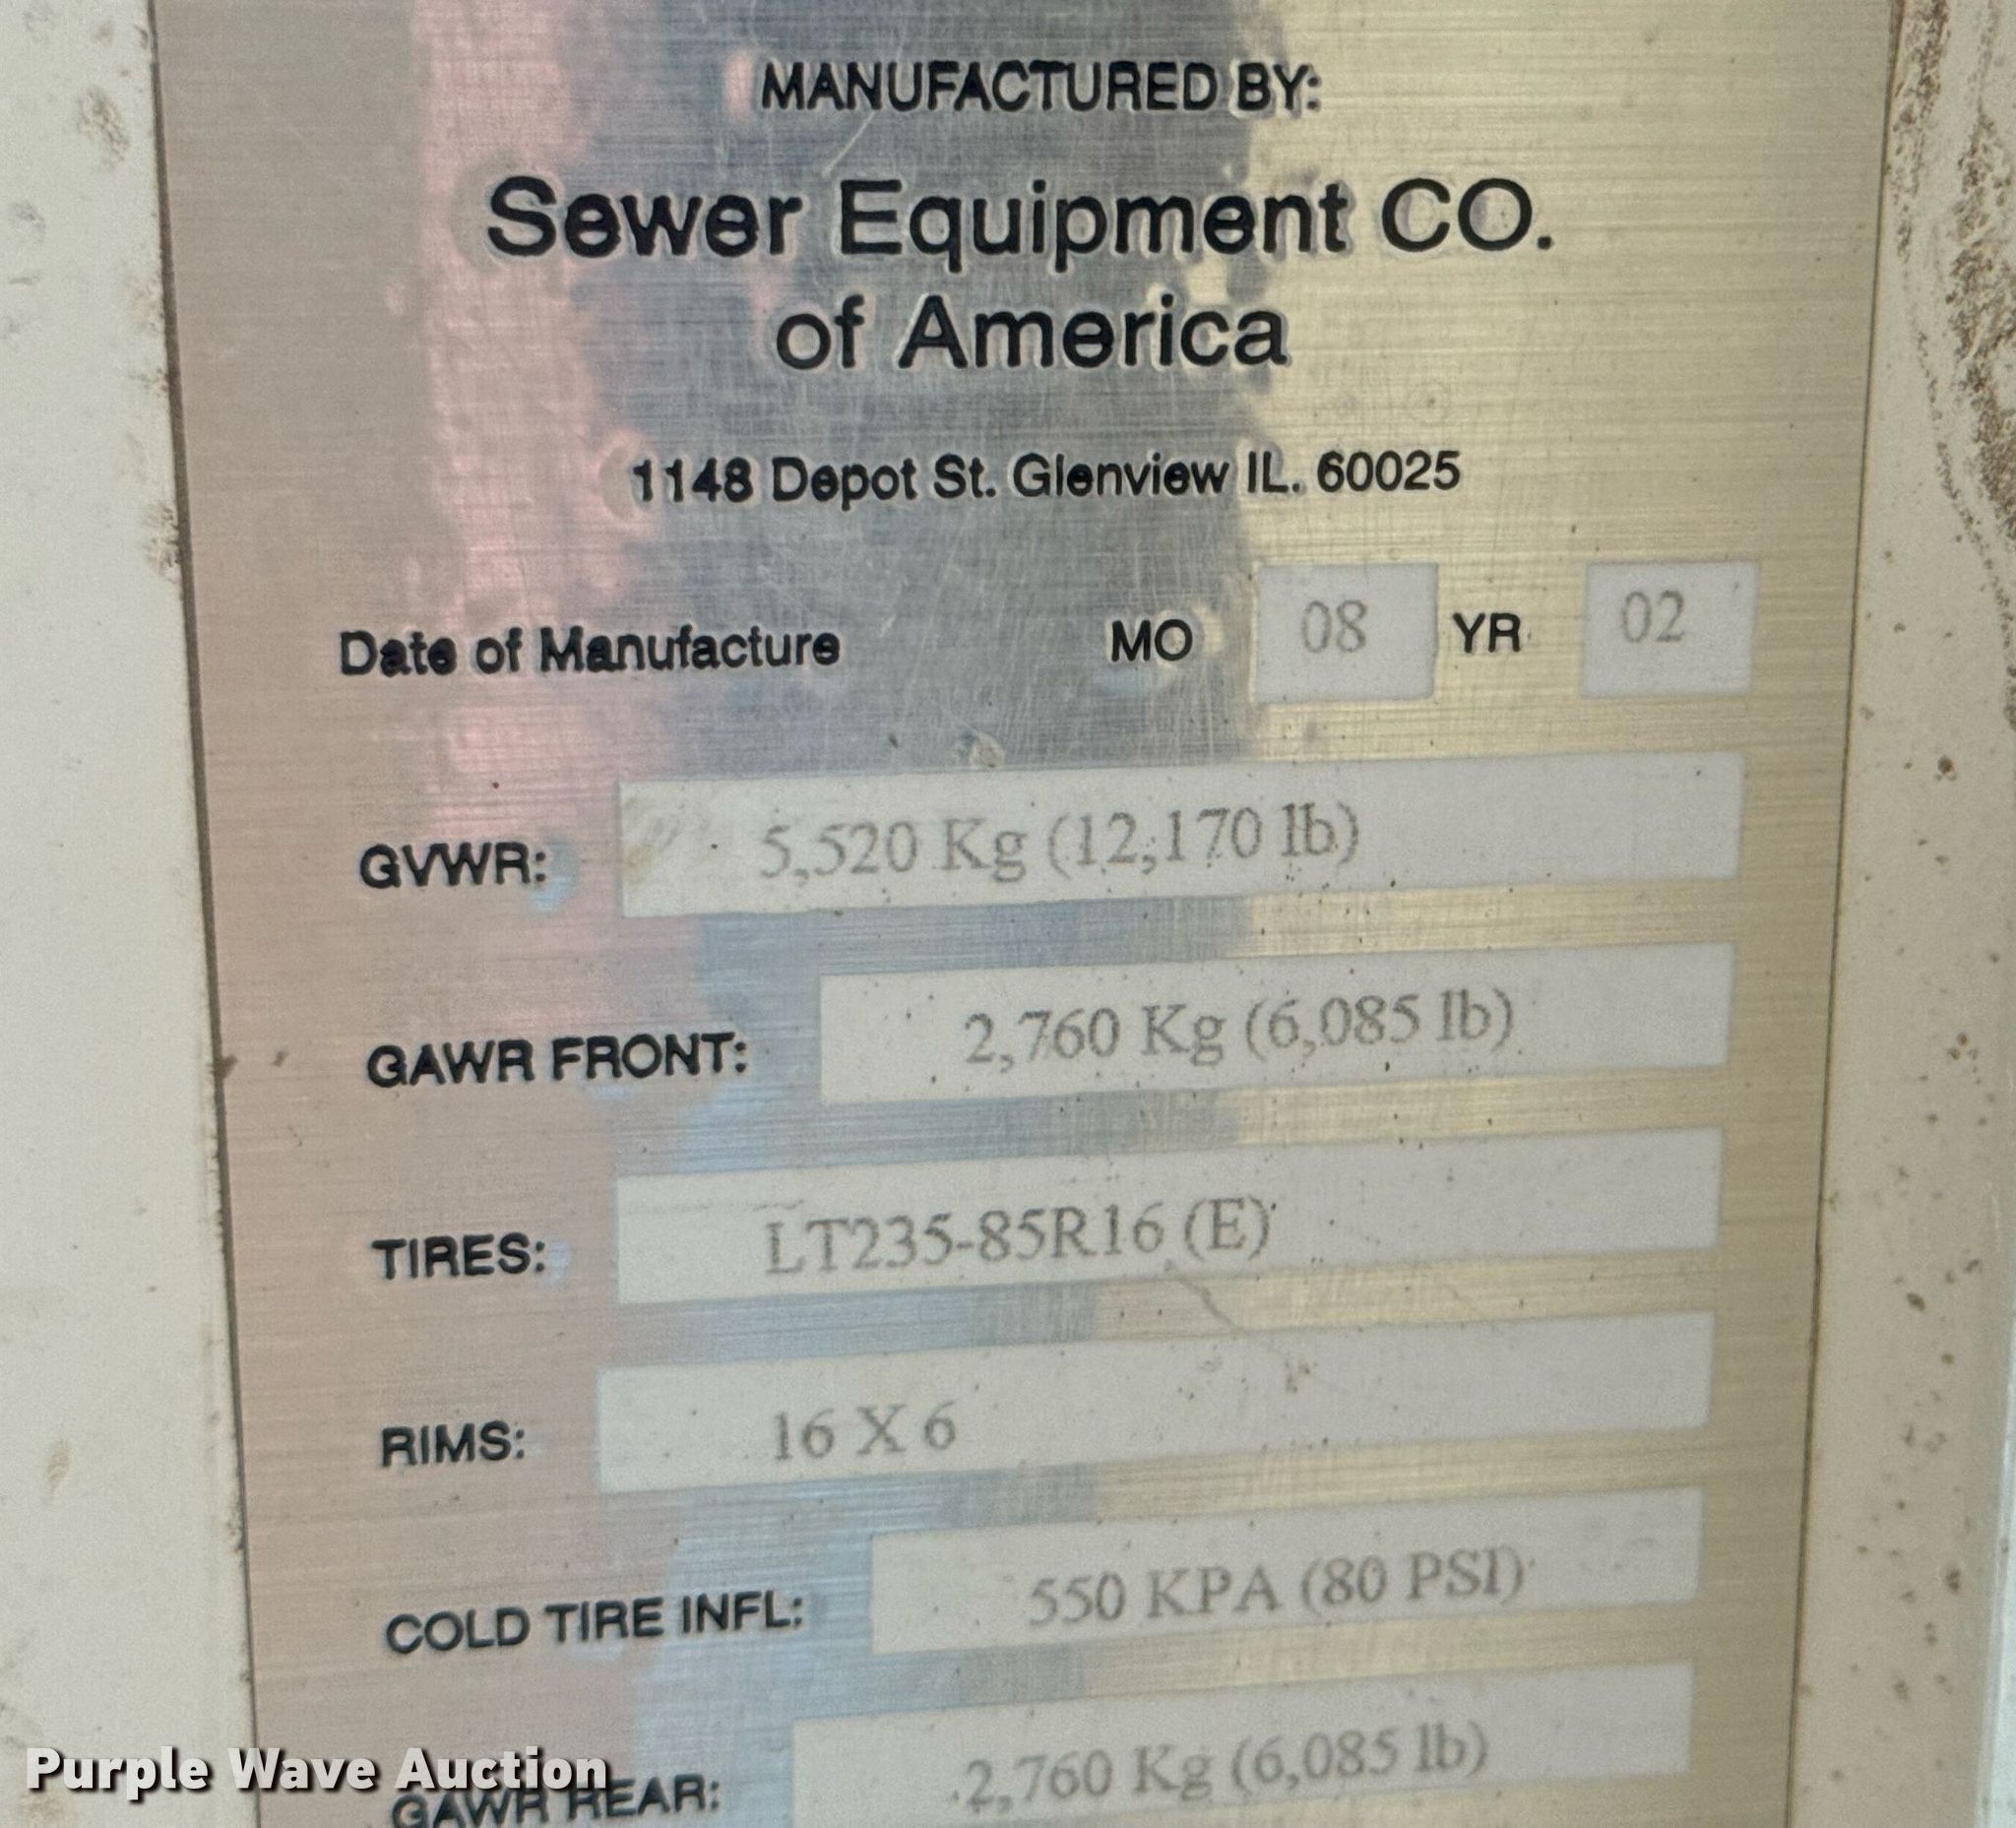 MANUFACTURED BY:
Sewer Equipment CO.
of America
1148 Depot St. Glenview IL. 60025
Date of Manufacture MO 08 YR 02
GVWR: 5,520 Kg (12,170 lb)
GAWR FRONT: 2,760 Kg (6,085 lb)
TIRES: LT235-85R16 (E)
RIMS: 16 X 6
COLD TIRE INFL: 550 KPA (80 PSI)
GAWR REAR: 2,760 Kg (6,085 lb)
Purple Wave Auction